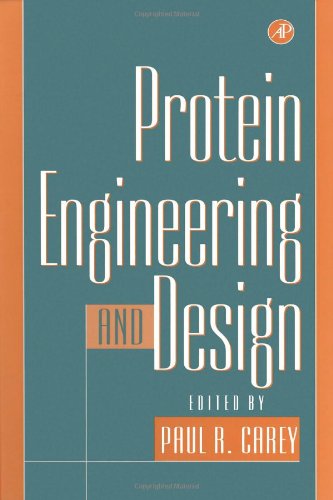 AP
Protein
Engineering
AND Design
EDITED BY
PAUL R. CAREY